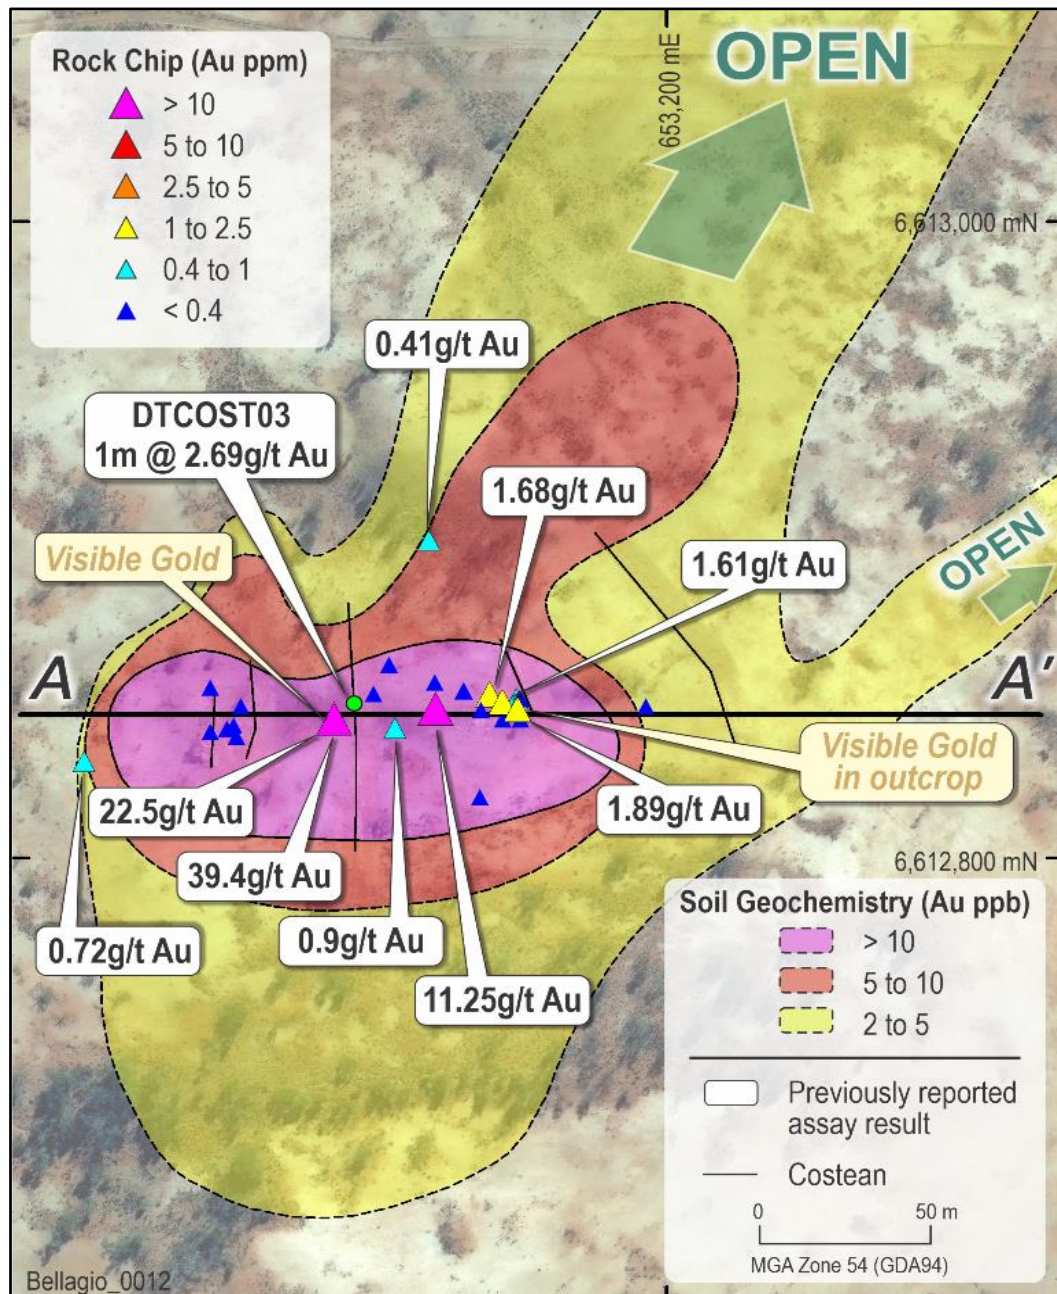 Rock Chip (Au ppm)
> 10
5 to 10
2.5 to 5
1 to 2.5
0.4 to 1
< 0.4
OPEN
653,200 mE
6,613,000 mN
0.41g/t Au
DTCOST03
1m @ 2.69g/t Au
1.68g/t Au
Visible Gold
1.61g/t Au
OPEN
A
A'
Visible Gold
in outcrop
22.5g/t Au
1.89g/t Au
39.4g/t Au
6,612,800 mN
0.72g/t Au
0.9g/t Au
11.25g/t Au
Soil Geochemistry (Au ppb)
> 10
5 to 10
2 to 5
Previously reported
assay result
Costean
0 50 m
MGA Zone 54 (GDA94)
Bellagio_0012